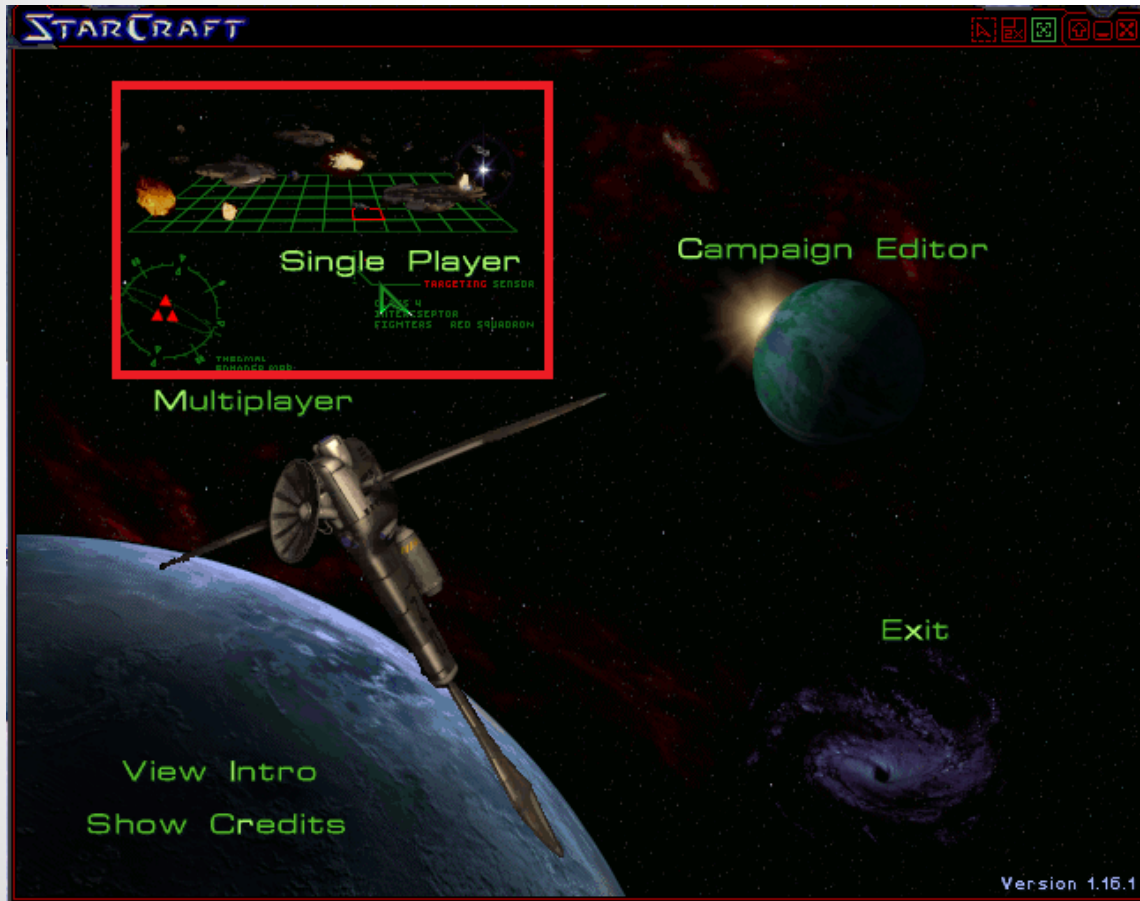 STARCRAFT
2X
Single Player
TARGETING SENSOR
INTERCEPTOR
FIGHTERS RED SQUADRON
THERMAL
Campaign Editor
Multiplayer
Exit
View Intro
Show Credits
Version 1.16.1